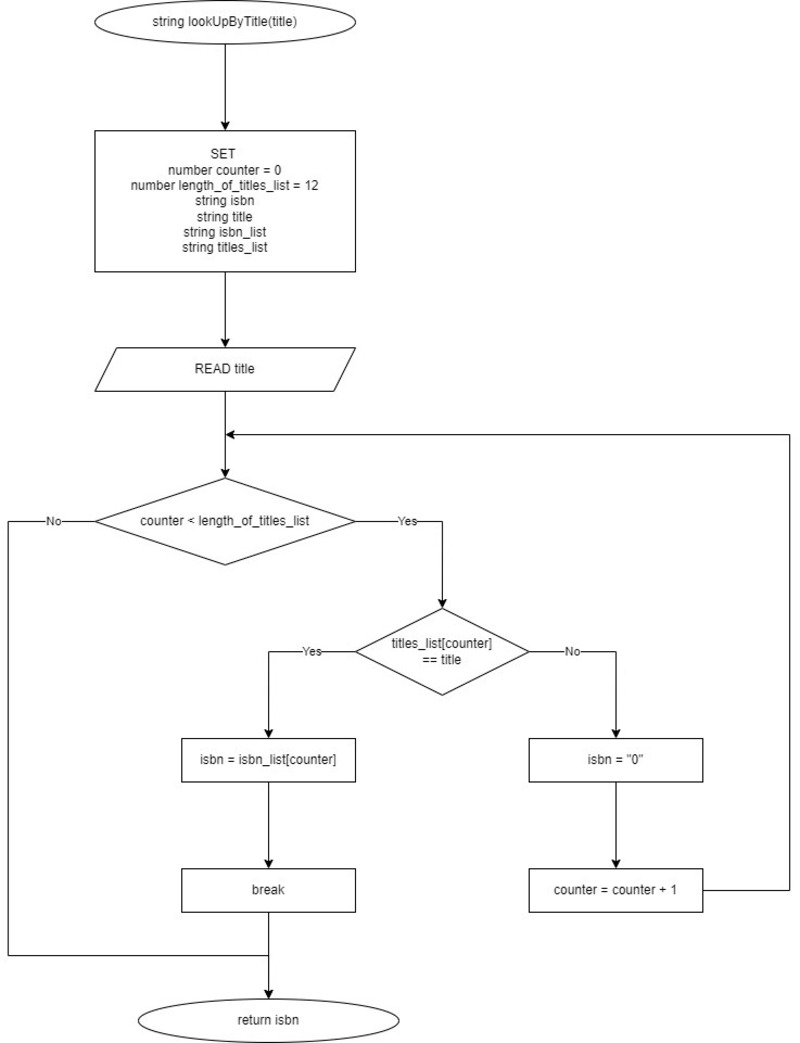 string lookUpByTitle(title)
SET
number counter = 0
number length_of_titles_list = 12
string isbn
string title
string isbn_list
string titles_list
READ title
No
counter < length_of_titles_list
Yes
titles_list[counter]
== title
Yes
No
isbn = isbn_list[counter]
isbn = "0"
break
counter = counter + 1
return isbn